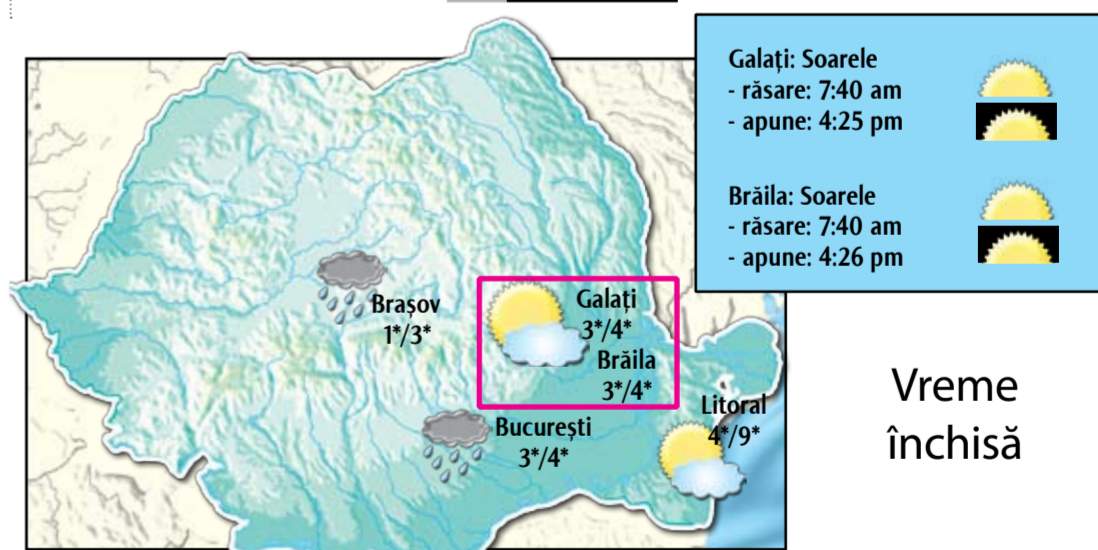 Galați: Soarele
- răsare: 7:40 am
- apune: 4:25 pm
Brăila: Soarele
- răsare: 7:40 am
- apune: 4:26 pm
Brașov
1*/3*
Galați
3*/4*
Brăila
3*/4*
Litoral
4*/9*
București
3*/4*
Vreme
închisă